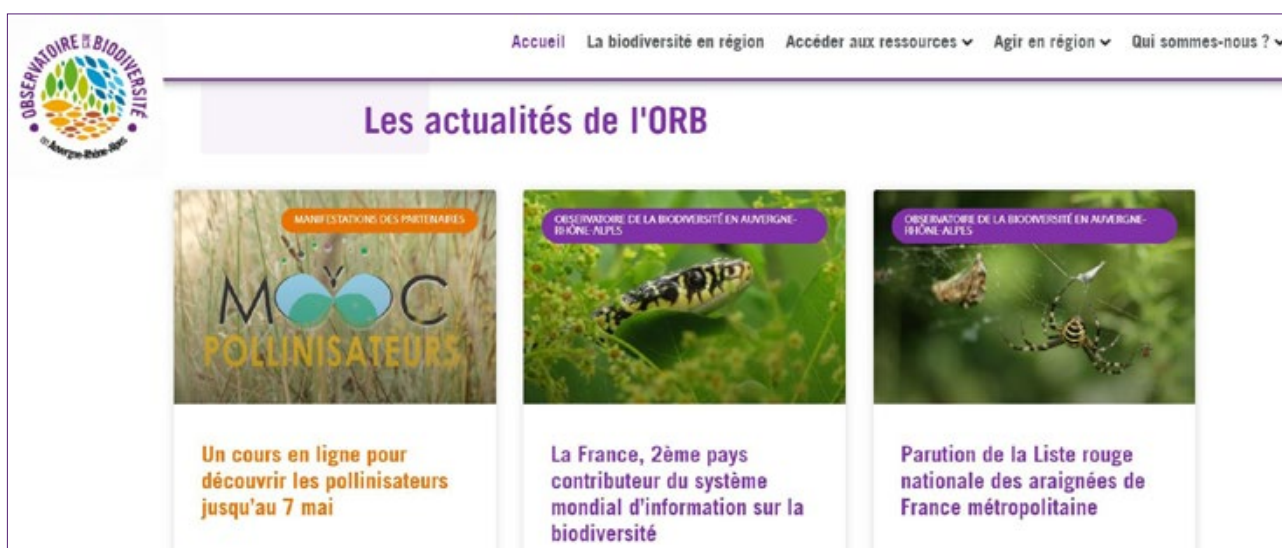 OBSERVATOIRE DE LA BIODIVERSITÉ
EN Auvergne-Rhône-Alpes
Accueil La biodiversité en région Accéder aux ressources Agir en région Qui sommes-nous ?
Les actualités de l'ORB
MANIFESTATIONS DES PARTENAIRES
MOOC
POLLINISATEURS
Un cours en ligne pour
découvrir les pollinisateurs
jusqu'au 7 mai
OBSERVATOIRE DE LA BIODIVERSITÉ EN AUVERGNE-
RHÔNE-ALPES
La France, 2ème pays
contributeur du système
mondial d'information sur la
biodiversité
OBSERVATOIRE DE LA BIODIVERSITÉ EN AUVERGNE-
RHÔNE-ALPES
Parution de la Liste rouge
nationale des araignées de
France métropolitaine